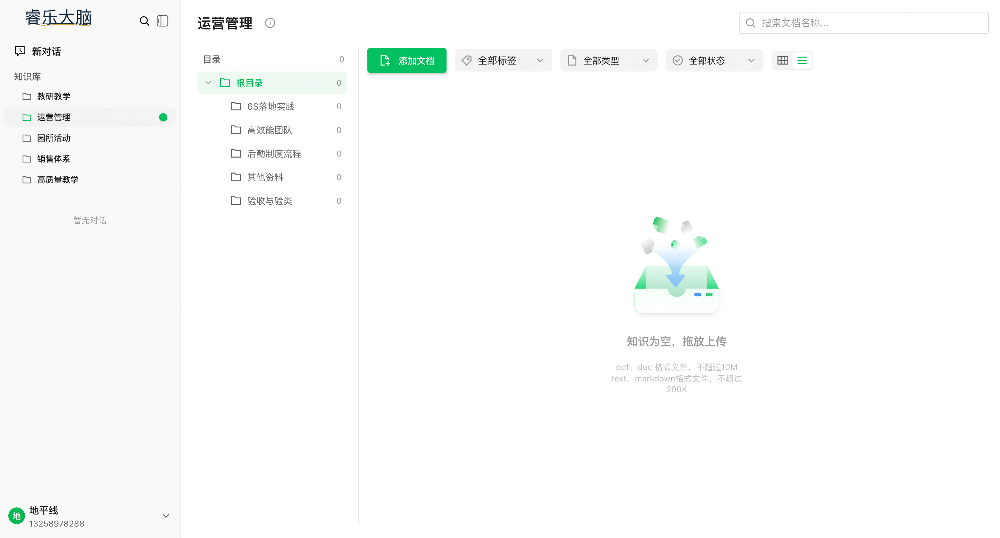 睿乐大脑
新对话
知识库
教研教学
运营管理
园所活动
销售体系
高质量教学
暂无对话
地
地平线
13258978288
运营管理
搜索文档名称...
目录 0
根目录 0
6S落地实践 0
高效能团队 0
后勤制度流程 0
其他资料 0
验收与验类 0
添加文档
全部标签
全部类型
全部状态
知识为空，拖放上传
pdf、doc 格式文件，不超过10M
text、markdown格式文件，不超过
200K